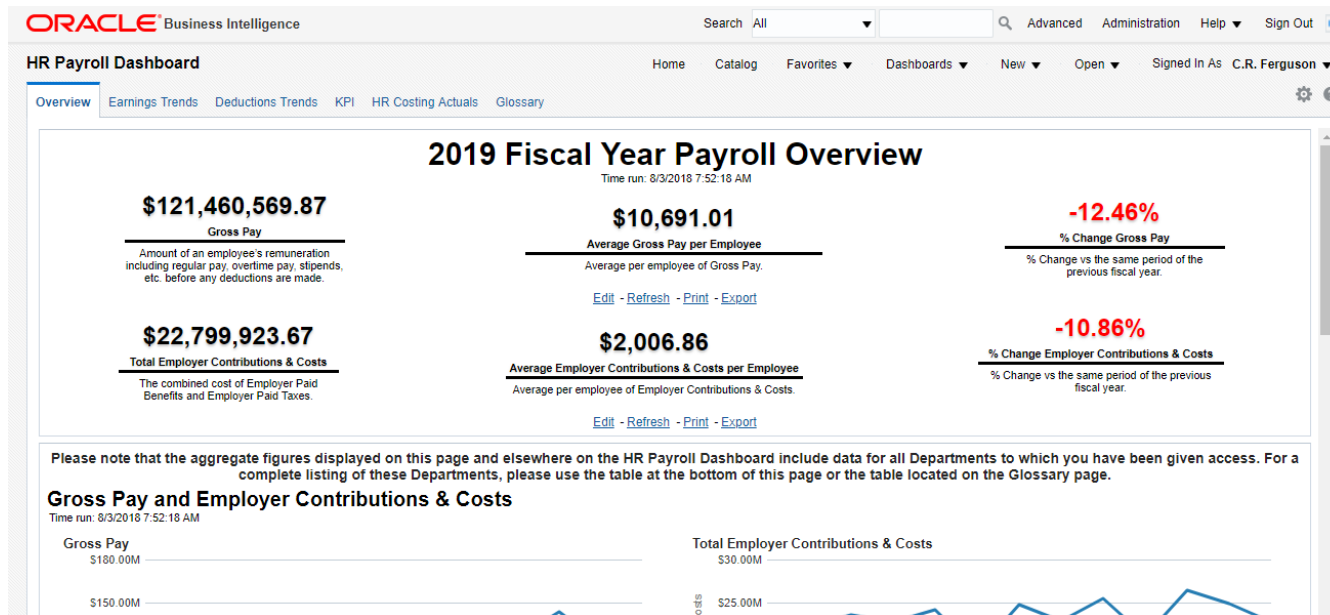 ORACLE Business Intelligence
Search All Advanced Administration Help Sign Out
HR Payroll Dashboard
Home Catalog Favorites Dashboards New Open Signed In As C.R. Ferguson
Overview Earnings Trends Deductions Trends KPI HR Costing Actuals Glossary
2019 Fiscal Year Payroll Overview
Time run: 8/3/2018 7:52:18 AM
$121,460,569.87
Gross Pay
Amount of an employee's remuneration
including regular pay, overtime pay, stipends,
etc. before any deductions are made.
$10,691.01
Average Gross Pay per Employee
Average per employee of Gross Pay.
-12.46%
% Change Gross Pay
% Change vs the same period of the
previous fiscal year.
Edit - Refresh - Print - Export
$22,799,923.67
Total Employer Contributions & Costs
The combined cost of Employer Paid
Benefits and Employer Paid Taxes.
$2,006.86
Average Employer Contributions & Costs per Employee
Average per employee of Employer Contributions & Costs.
-10.86%
% Change Employer Contributions & Costs
% Change vs the same period of the previous
fiscal year.
Edit - Refresh - Print - Export
Please note that the aggregate figures displayed on this page and elsewhere on the HR Payroll Dashboard include data for all Departments to which you have been given access. For a
complete listing of these Departments, please use the table at the bottom of this page or the table located on the Glossary page.
Gross Pay and Employer Contributions & Costs
Time run: 8/3/2018 7:52:18 AM
Gross Pay
$180.00M
$150.00M
Total Employer Contributions & Costs
$30.00M
$25.00M